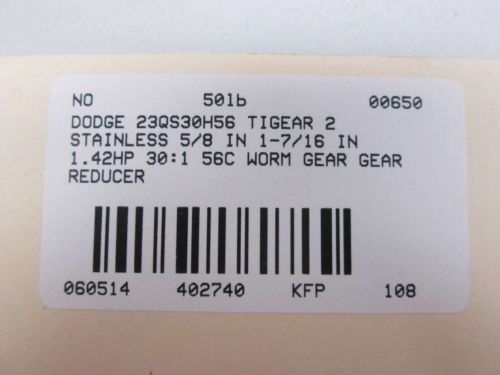 NO 50lb 00650
DODGE 23QS30H56 TIGEAR 2
STAINLESS 5/8 IN 1-7/16 IN
1.42HP 30:1 56C WORM GEAR GEAR
REDUCER
060514 402740 KFP 108